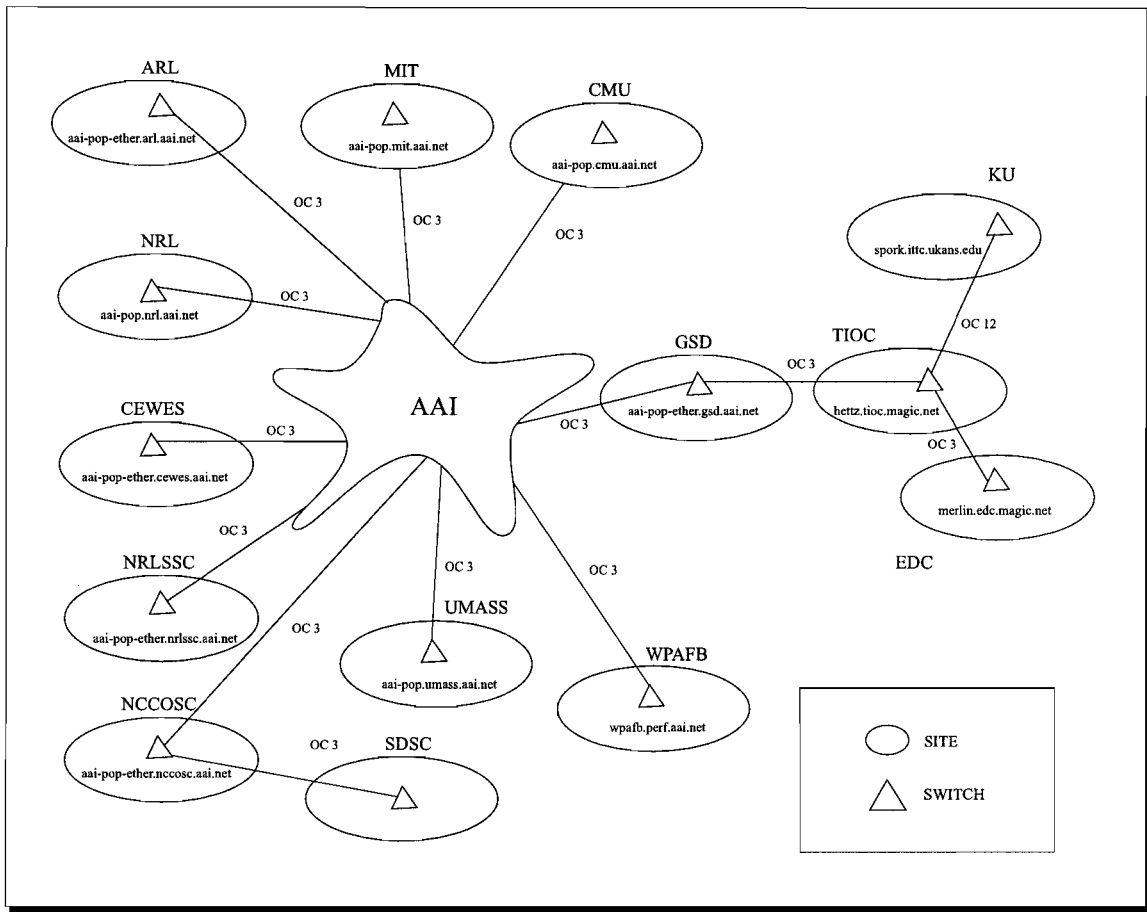 ARL
aai-pop-ether.arl.aai.net
MIT
aai-pop.mit.aai.net
CMU
aai-pop.cmu.aai.net
OC 3
OC 3
OC 3
KU
spork.ittc.ukans.edu
OC 12
NRL
aai-pop.nrl.aai.net
OC 3
AAI
GSD
aai-pop-ether.gsd.aai.net
OC 3
OC 3
TIOC
hettz.tioc.magic.net
OC 3
merlin.edc.magic.net
EDC
CEWES
aai-pop-ether.cewes.aai.net
OC 3
NRLSSC
aai-pop-ether.nrlssc.aai.net
OC 3
OC 3
OC 3
OC 3
UMASS
aai-pop.umass.aai.net
WPAFB
wpafb.perf.aai.net
NCCOSC
aai-pop-ether.nccosc.aai.net
OC 3
SDSC
SITE
SWITCH